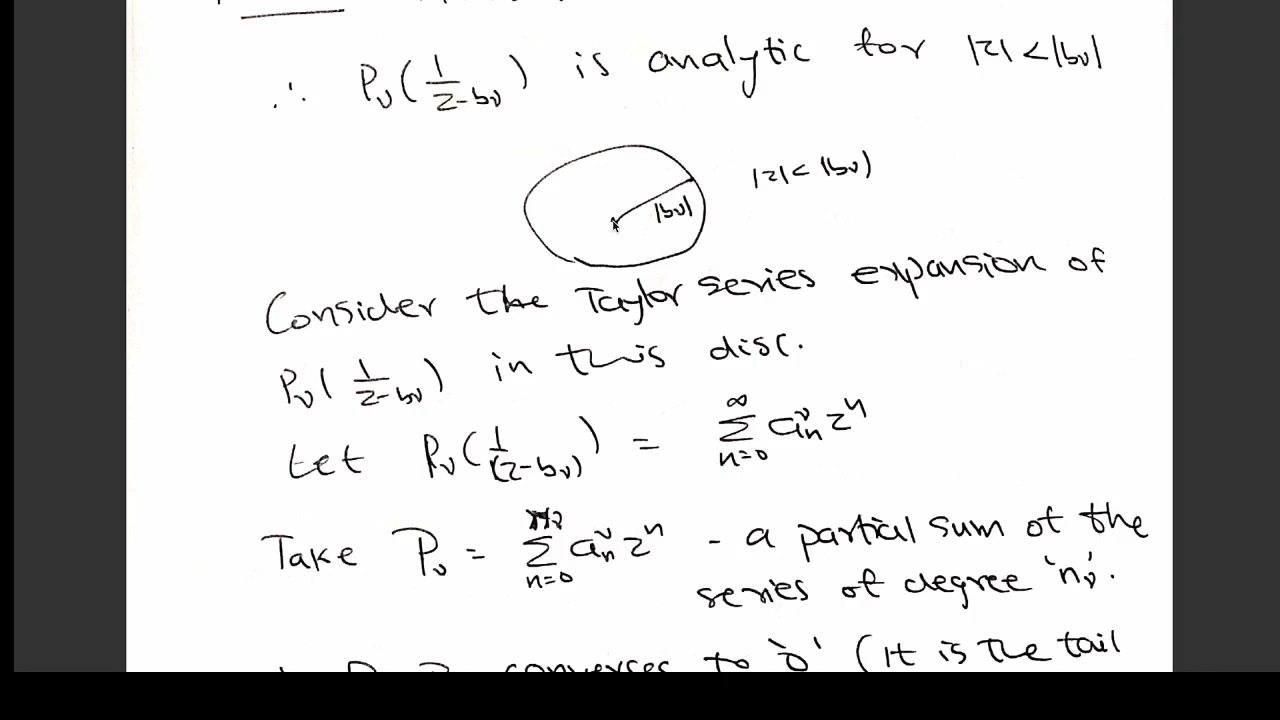 ∴ Pν(1/(z-bν)) is analytic for |z| < |bν|
|z| < |bν|
|bν|
Consider the Taylor series expansion of
Pν(1/(z-bν)) in this disc.
Let Pν(1/(z-bν)) = ∑_{n=0}^{∞} a_n^ν z^n
Take Pν = ∑_{n=0} a_n^ν z^n - a partial sum of the
series of degree 'nν'.
converges to '0' (it is the tail